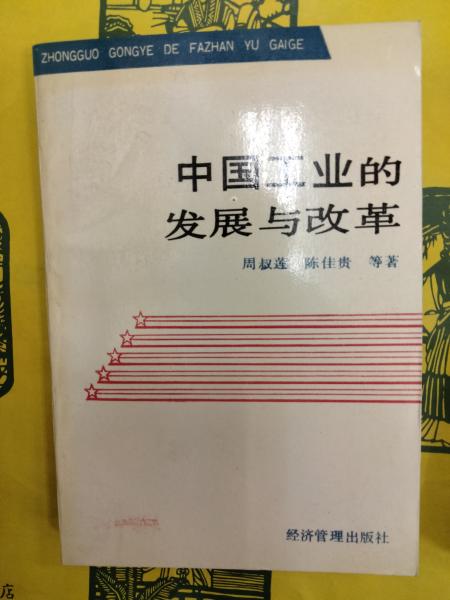 ZHONGGUO GONGYE DE FAZHAN YU GAIGE
中国工业的
发展与改革
周叔莲 陈佳贵 等著
经济管理出版社
店